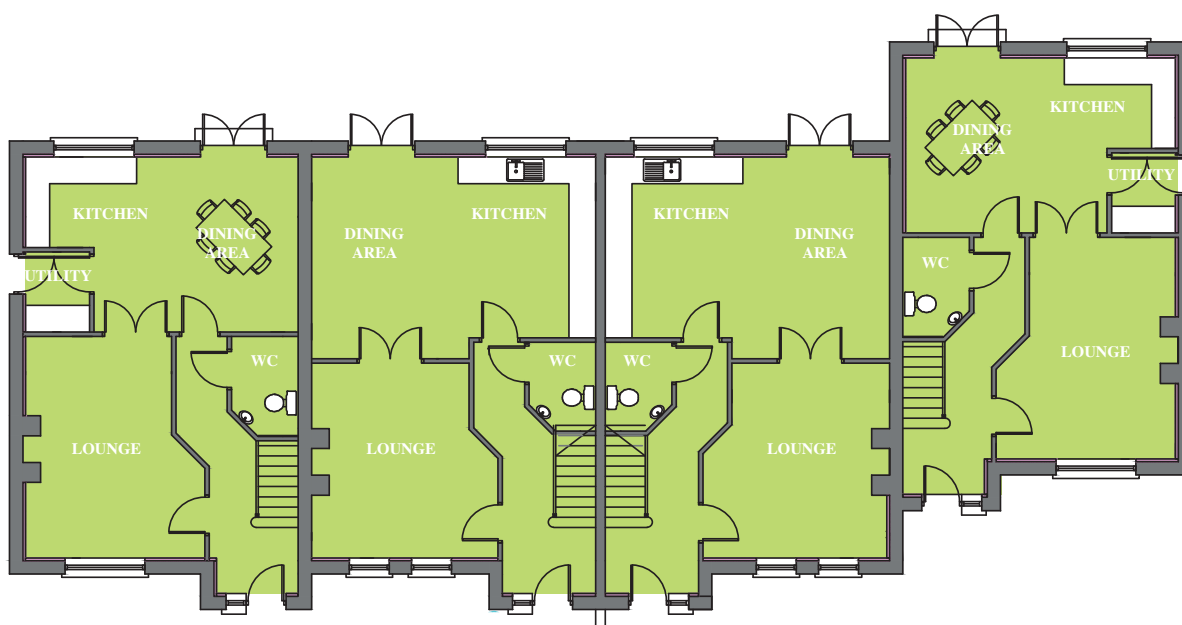 KITCHEN
DINING
AREA
UTILITY
WC
LOUNGE
DINING
AREA
KITCHEN
WC
LOUNGE
KITCHEN
DINING
AREA
WC
LOUNGE
KITCHEN
DINING
AREA
UTILITY
WC
LOUNGE